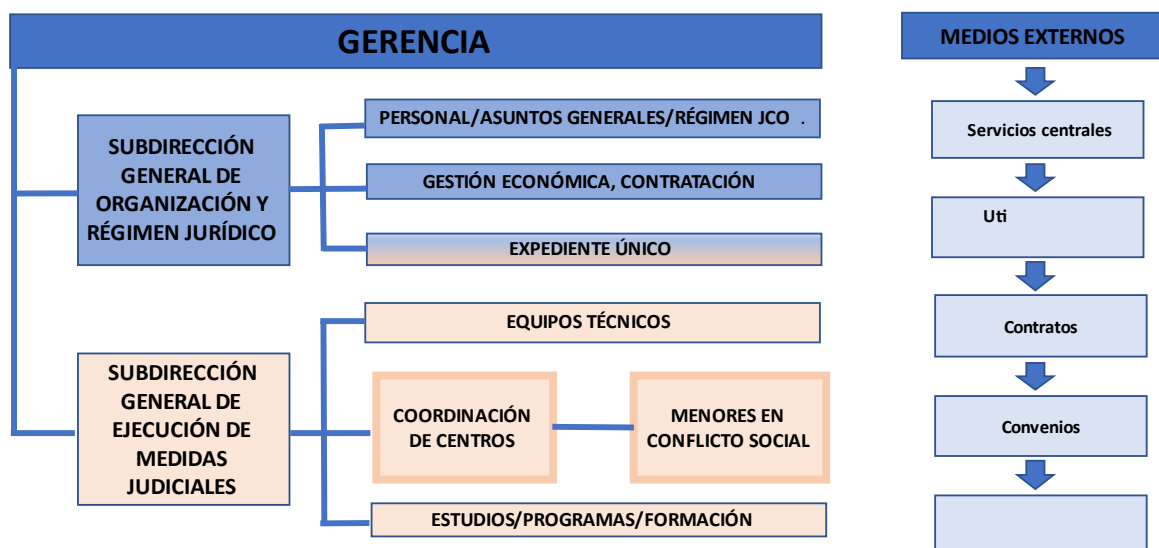 GERENCIA
SUBDIRECCIÓN
GENERAL DE
ORGANIZACIÓN Y
RÉGIMEN JURÍDICO
PERSONAL/ASUNTOS GENERALES/RÉGIMEN JCO .
GESTIÓN ECONÓMICA, CONTRATACIÓN
EXPEDIENTE ÚNICO
SUBDIRECCIÓN
GENERAL DE
EJECUCIÓN DE
MEDIDAS
JUDICIALES
EQUIPOS TÉCNICOS
COORDINACIÓN
DE CENTROS
MENORES EN
CONFLICTO SOCIAL
ESTUDIOS/PROGRAMAS/FORMACIÓN
MEDIOS EXTERNOS
Servicios centrales
Uti
Contratos
Convenios